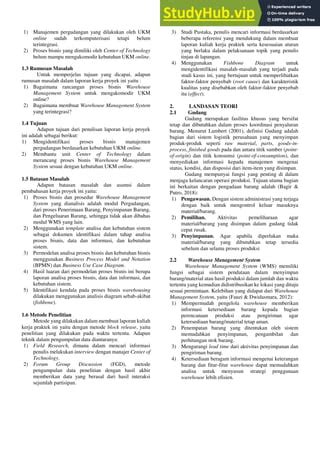 StudyHub
Experience
Distraction-free
1) Manajemen pergudangan yang dilakukan oleh UKM
online sudah terkomputerisasi tetapi belum
terintegrasi.
2) Proses bisnis yang dimiliki oleh Center of Technology
belum mampu mengakomodir kebutuhan UKM online.
1.3 Rumusan Masalah
Untuk memperjelas tujuan yang dicapai, adapun
rumusan masalah dalam laporan kerja proyek ini yaitu :
1) Bagaimana rancangan proses bisnis Warehouse
Management System untuk mengakomodir UKM
online?
2) Bagaimana membuat Warehouse Management System
yang terintegrasi?
1.4 Tujuan
Adapun tujuan dari penulisan laporan kerja proyek
ini adalah sebagai berikut:
1) Mengidentifikasi proses bisnis manajemen
pergudangan berdasarkan kebutuhan UKM online.
2) Membantu unit Center of Technology dalam
merancang proses bisnis Warehouse Management
System sesuai dengan kebutuhan UKM online.
1.5 Batasan Masalah
Adapun batasan masalah dan asumsi dalam
pembahasan kerja proyek ini yaitu:
1) Proses bisnis dan prosedur Warehouse Management
System yang dianalisis adalah modul Pergudangan,
dari proses Penerimaan Barang, Penyimpanan Barang,
dan Pengeluaran Barang, sehingga tidak akan dibahas
modul WMS yang lain.
2) Menggunakan template analisa dan kebutuhan sistem
sebagai dokumen identifikasi dalam tahap analisa
proses bisnis, data dan informasi, dan kebutuhan
sistem.
3) Permodelan analisa proses bisnis dan kebutuhan bisnis
menggunakan Business Process Model and Notation
(BPMN) dan Business Use Case Diagram.
4) Hasil luaran dari permodelan proses bisnis ini berupa
laporan analisa proses bisnis, data dan informasi, dan
kebutuhan sistem.
5) Identifikasi kendala pada proses bisnis warehousing
dilakukan menggunakan analisis diagram sebab-akibat
(fishbone).
1.6 Metode Penelitian
Metode yang dilakukan dalam membuat laporan kuliah
kerja praktek ini yaitu dengan metode block release, yaitu
penelitian yang dilakukan pada waktu tertentu. Adapun
teknik dalam pengumpulan data diantaranya:
1) Field Research, dimana dalam mencari informasi
penulis melakukan interview dengan manajer Center of
Technology.
2) Forum Group Discussion (FGD), metode
pengumpulan data penelitian dengan hasil akhir
memberikan data yang berasal dari hasil interaksi
sejumlah partisipan.
3) Studi Pustaka, penulis mencari informasi berdasarkan
beberapa referensi yang mendukung dalam membuat
laporan kuliah kerja praktek serta kesesuaian aturan
yang berlaku dalam pelaksanaan topik yang penulis
tinjau di lapangan.
4) Menggunakan Fishbone Diagram untuk
mengidentifikasi masalah-masalah yang terjadi pada
studi kasus ini, yang bertujuan untuk memperlihatkan
faktor-faktor penyebab (root cause) dan karakteristik
kualitas yang disebabkan oleh faktor-faktor penyebab
itu (effect).
2. LANDASAN TEORI
2.1 Gudang
Gudang merupakan fasilitas khusus yang bersifat
tetap dan dibutuhkan dalam proses koordinasi penyaluran
barang. Menurut Lambert (2001), definisi Gudang adalah
bagian dari sistem logistik perusahaan yang menyimpan
produk-produk seperti raw material, parts, goods-in-
process, finished goods pada dan antara titik sumber (point-
of-origin) dan titik konsumsi (point-of-consumption), dan
menyediakan informasi kepada manajemen mengenai
status, kondisi, dan disposisi dari item-item yang disimpan.
Gudang mempunyai fungsi yang penting di dalam
menjaga kelancaran operasi produksi. Tujuan utama bagian
ini berkaitan dengan pengadaan barang adalah (Bagir &
Putro, 2018):
1) Pengawasan. Dengan sistem administrasi yang terjaga
dengan baik untuk mengontrol keluar masuknya
material/barang.
2) Pemilihan. Aktivitas pemeliharaan agar
material/barang yang disimpan dalam gudang tidak
cepat rusak.
3) Penyimpanan. Agar apabila diperlukan maka
material/barang yang dibutuhkan tetap tersedia
sebelum dan selama proses produksi.
2.2 Warehouse Management System
Warehouse Management System (WMS) memiliki
fungsi sebagai sistem pendataan dalam menyimpan
barang/material atau hasil produksi dalam jumlah dan waktu
tertentu yang kemudian didistribusikan ke lokasi yang dituju
sesuai permintaan. Kelebihan yang didapat dari Warehouse
Management System, yaitu (Fauzi & Dwidasmara, 2012):
1) Mempermudah pengelola warehouse memberikan
informasi ketersediaan barang kepada bagian
perencanaan produksi atau pengiriman agar
ketersediaan barang/material tetap aman.
2) Penempatan barang yang ditentukan oleh sistem
memudahkan penyimpanan, pengambilan dan
perhitungan stok barang.
3) Mengurangi lead time dari aktivitas penyimpanan dan
pengiriman barang.
4) Ketersediaan beragam informasi mengenai keterangan
barang dan fitur-fitur warehouse dapat memudahkan
analisa untuk menyusun strategi penggunaan
warehouse lebih efisien.